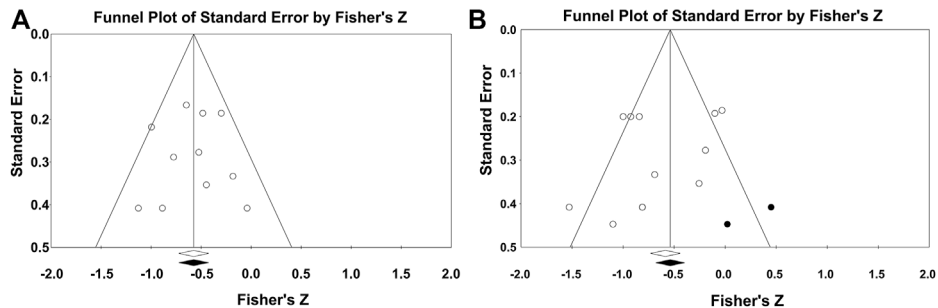 A
Funnel Plot of Standard Error by Fisher's Z
0.0
0.1
0.2
0.3
0.4
0.5
Standard Error
-2.0 -1.5 -1.0 -0.5 0.0 0.5 1.0 1.5 2.0
Fisher's Z
B
Funnel Plot of Standard Error by Fisher's Z
0.0
0.1
0.2
0.3
0.4
0.5
Standard Error
-2.0 -1.5 -1.0 -0.5 0.0 0.5 1.0 1.5 2.0
Fisher's Z